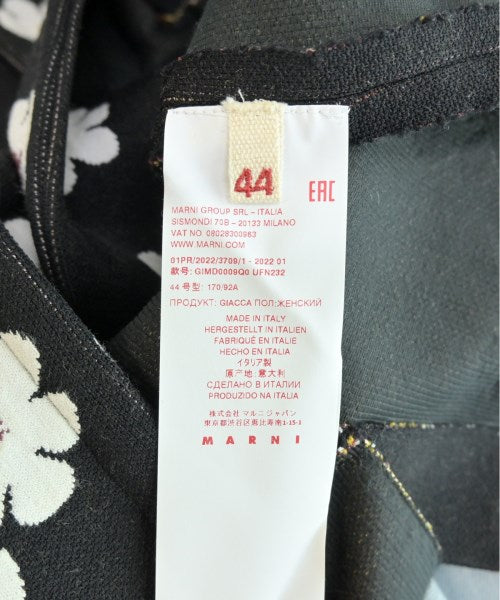 44
EAC
MARNI GROUP SRL – ITALIA
SISMONDI 70B – 20133 MILANO
VAT NO. 08028300963
WWW.MARNI.COM
01PR/2022/3709/1 - 2022 01
款号: GIMD0009Q0 UFN232
44 号型: 170/92A
ПРОДУКТ: GIACCA ПОЛ:ЖЕНСКИЙ
MADE IN ITALY
HERGESTELLT IN ITALIEN
FABRIQUÉ EN ITALIE
HECHO EN ITALIA
イタリア製
原产地: 意大利
СДЕЛАНО В ИТАЛИИ
PRODUZIDO NA ITALIA
株式会社 マルニ ジャパン
東京都渋谷区恵比寿南1-15-1
MARNI